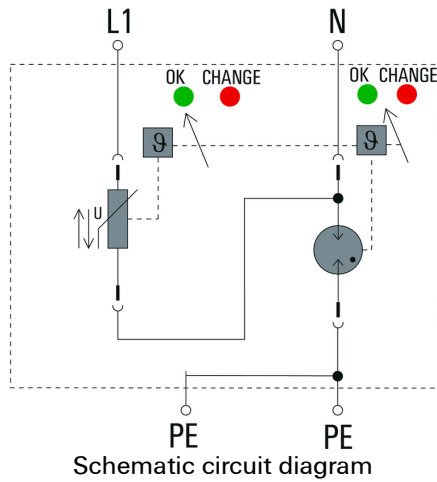 L1 N
OK CHANGE
OK CHANGE
ϑ
ϑ
U
PE
PE
Schematic circuit diagram